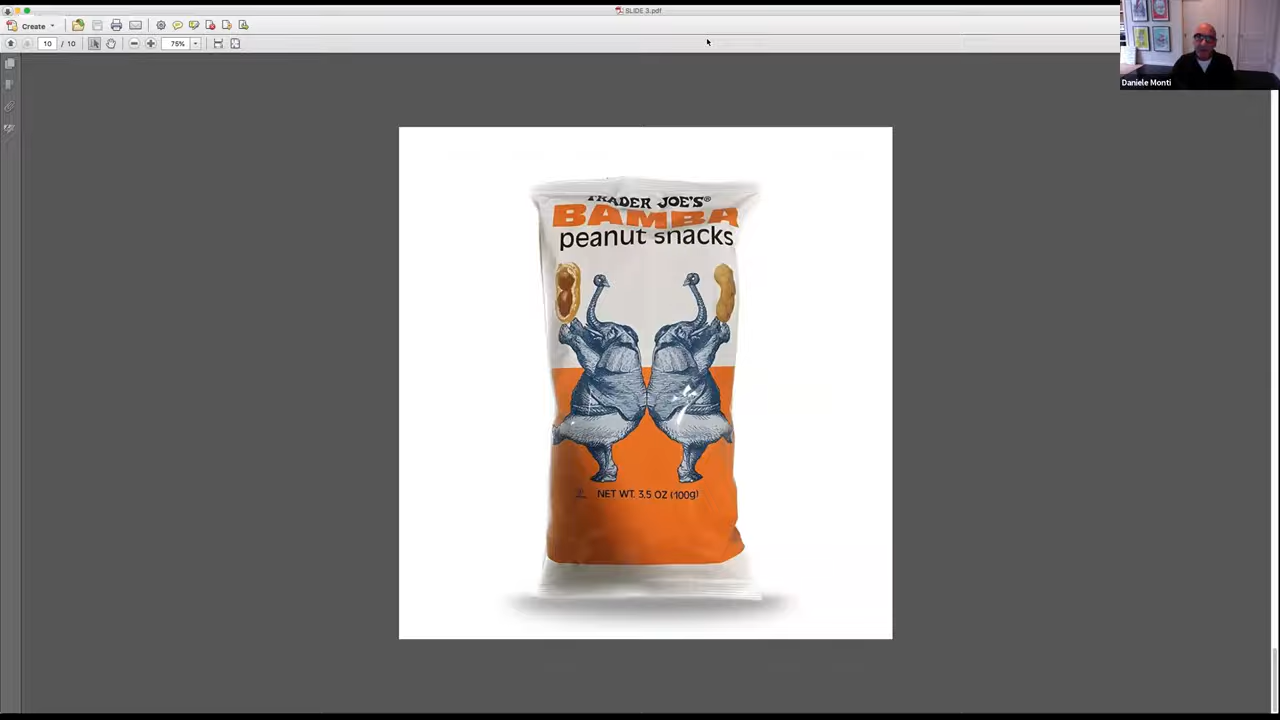 SLIDE 3.pdf
Create
10 / 10
75%
Daniele Monti
TRADER JOE'S®
BAMBA
peanut snacks
NET WT. 3.5 OZ (100g)